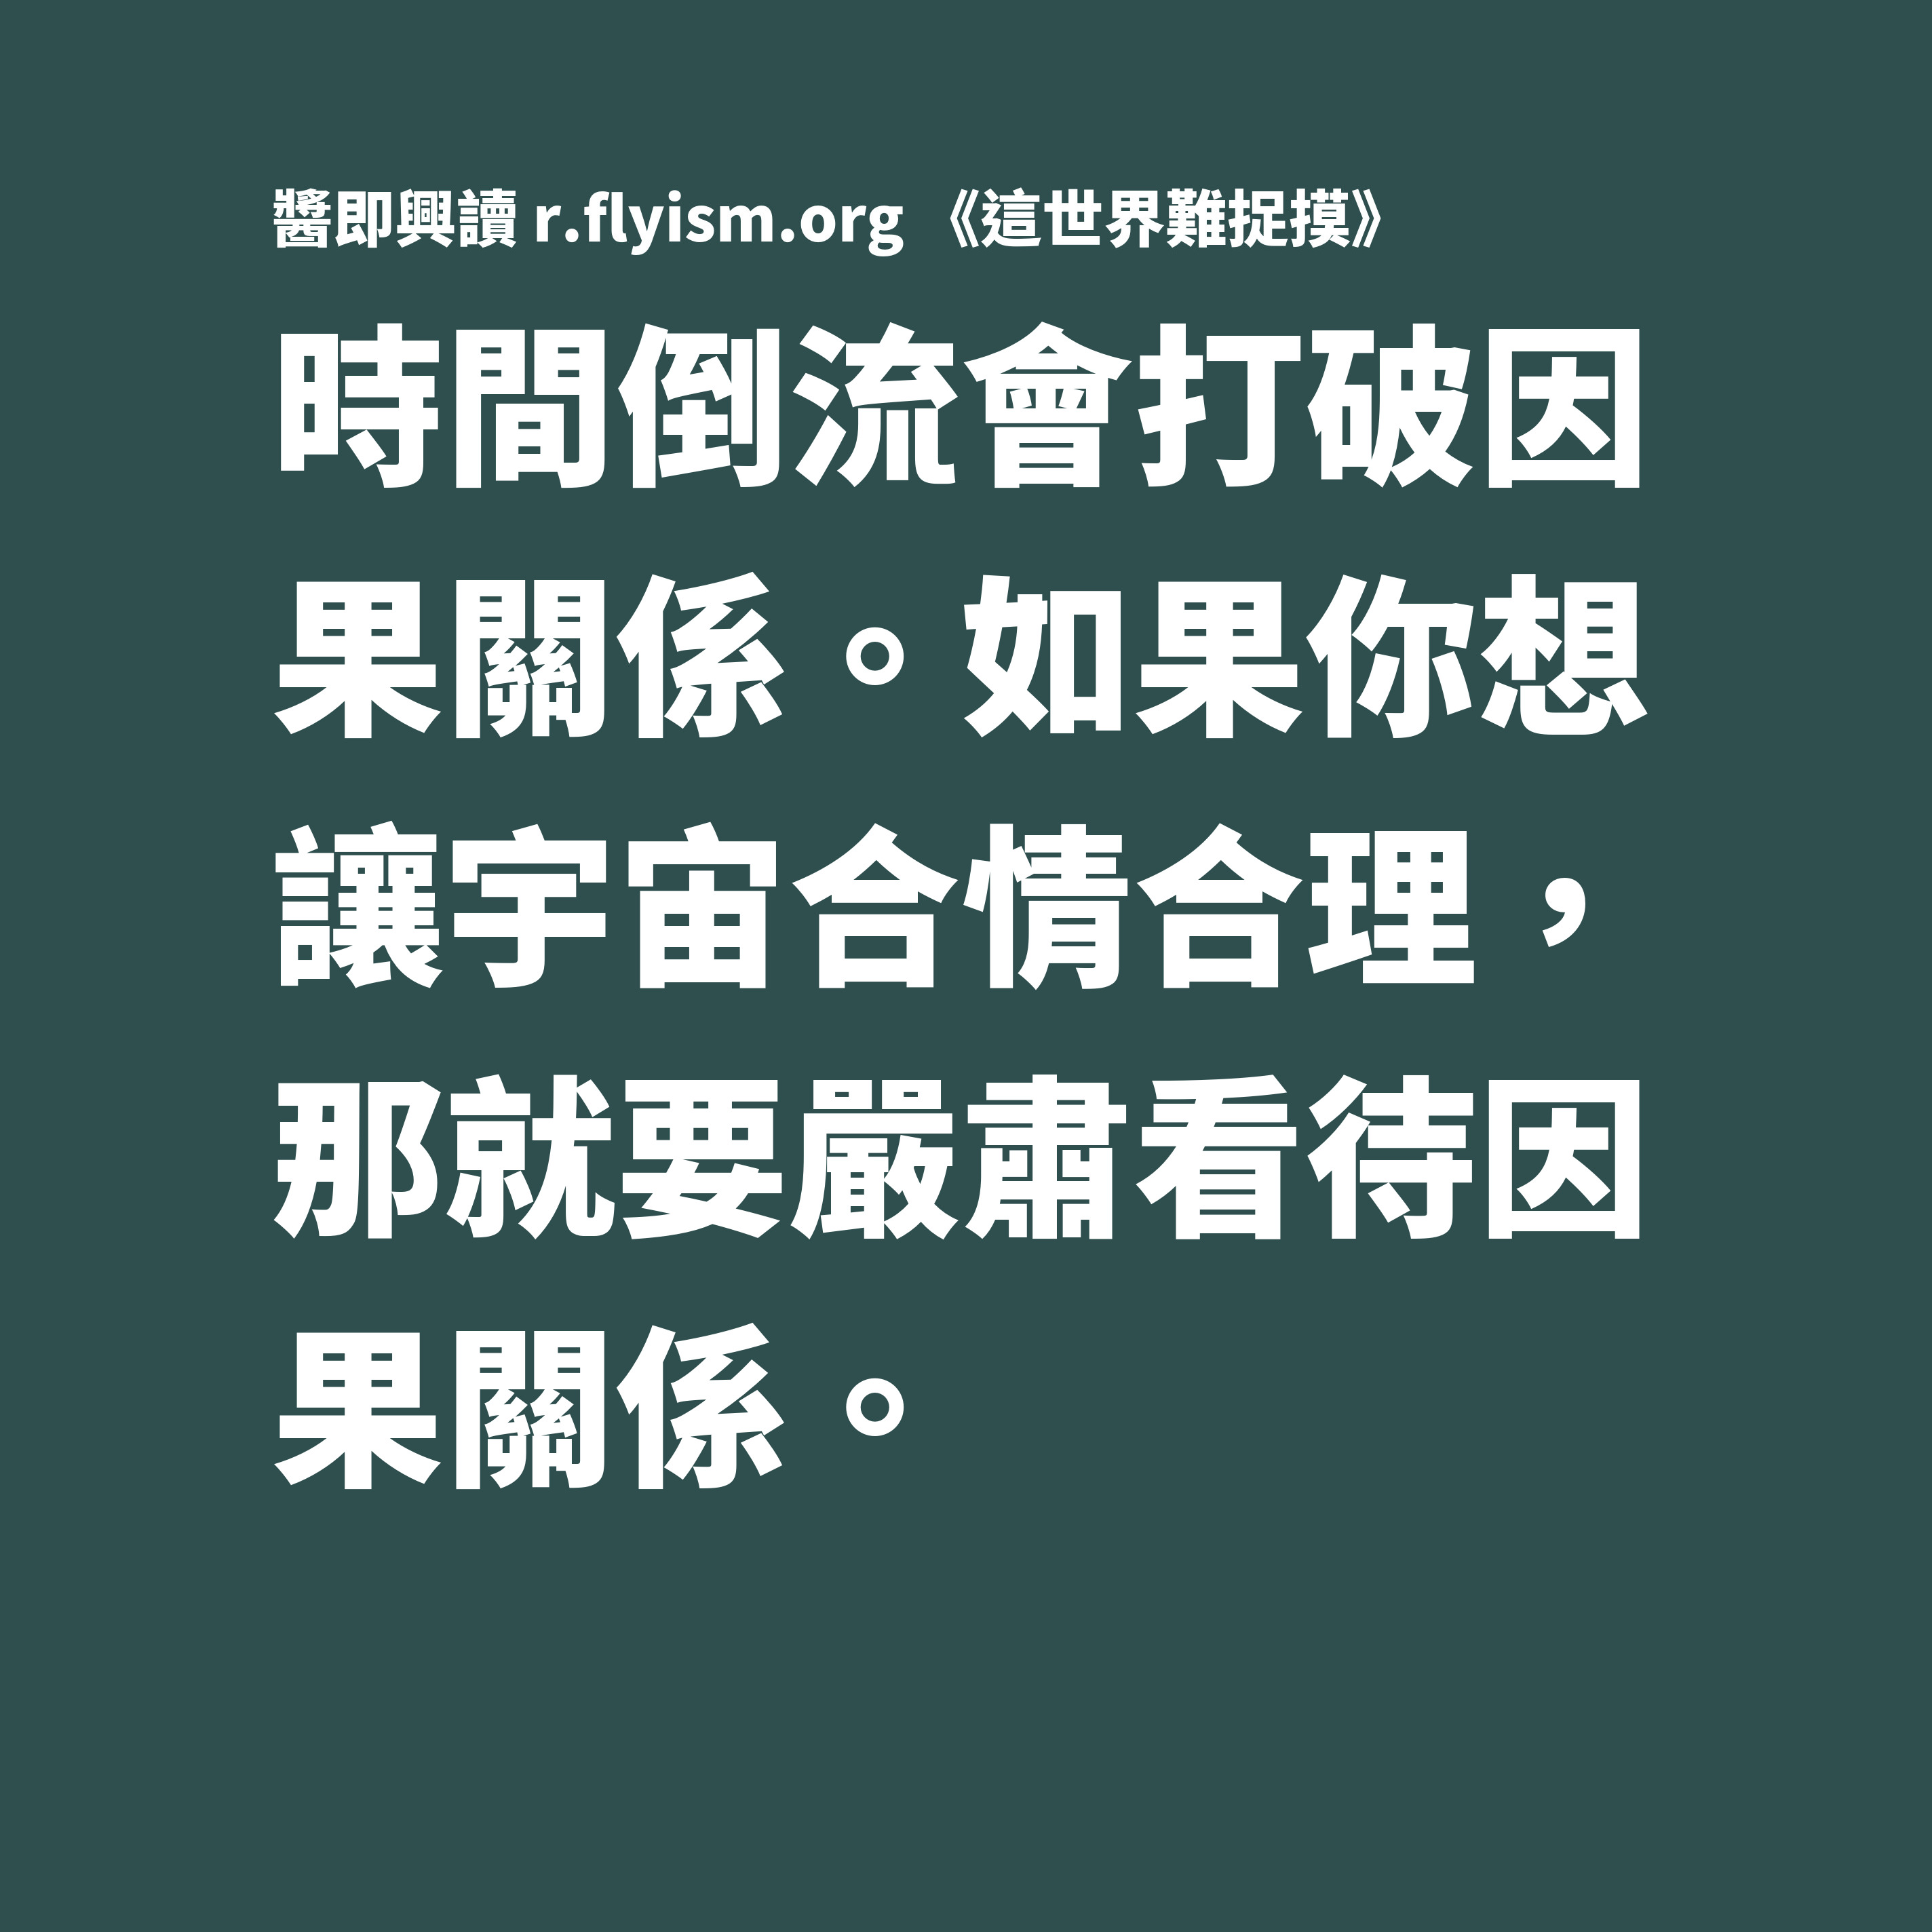 醫即興讀 r.flyism.org 《這世界難捉摸》
時間倒流會打破因
果關係。如果你想
讓宇宙合情合理，
那就要嚴肅看待因
果關係。